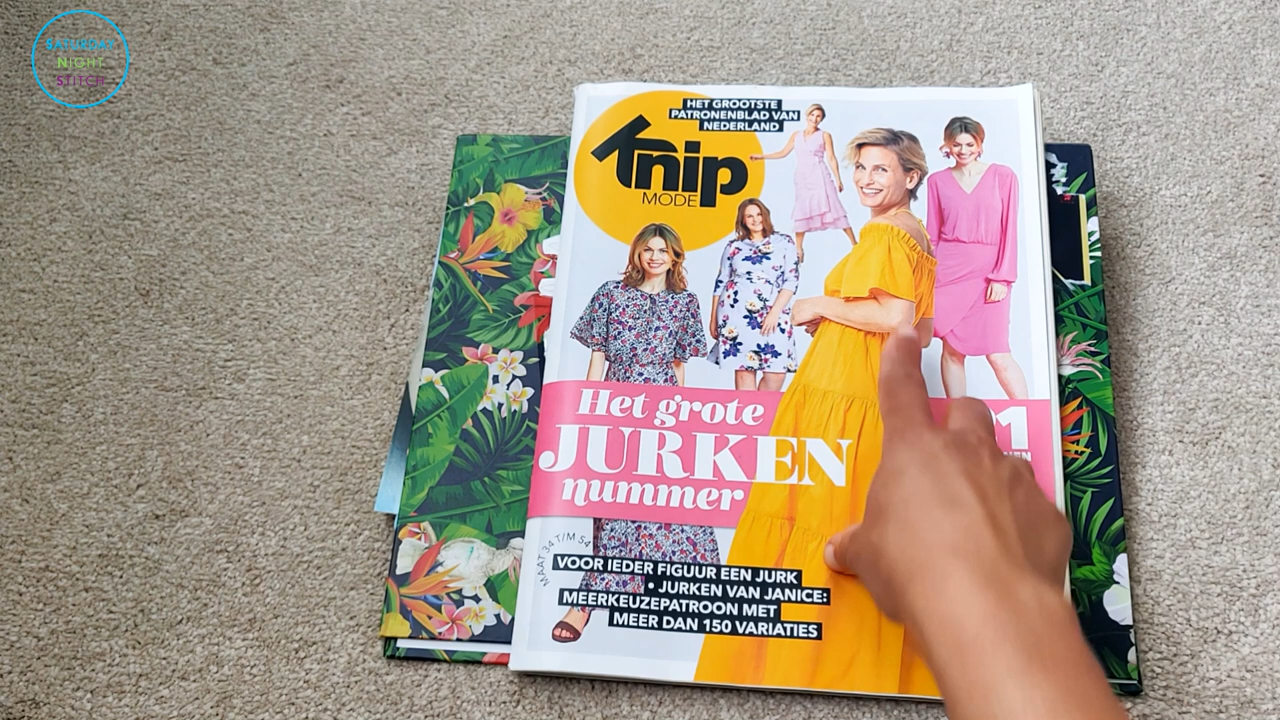 SATURDAY
NIGHT
STITCH
HET GROOTSTE
PATRONENBLAD VAN
NEDERLAND
Knip
MODE
Het grote
JURKEN
nummer
MAAT 34 T/M 54
VOOR IEDER FIGUUR EEN JURK
• JURKEN VAN JANICE:
MEERKEUZEPATROON MET
MEER DAN 150 VARIATIES